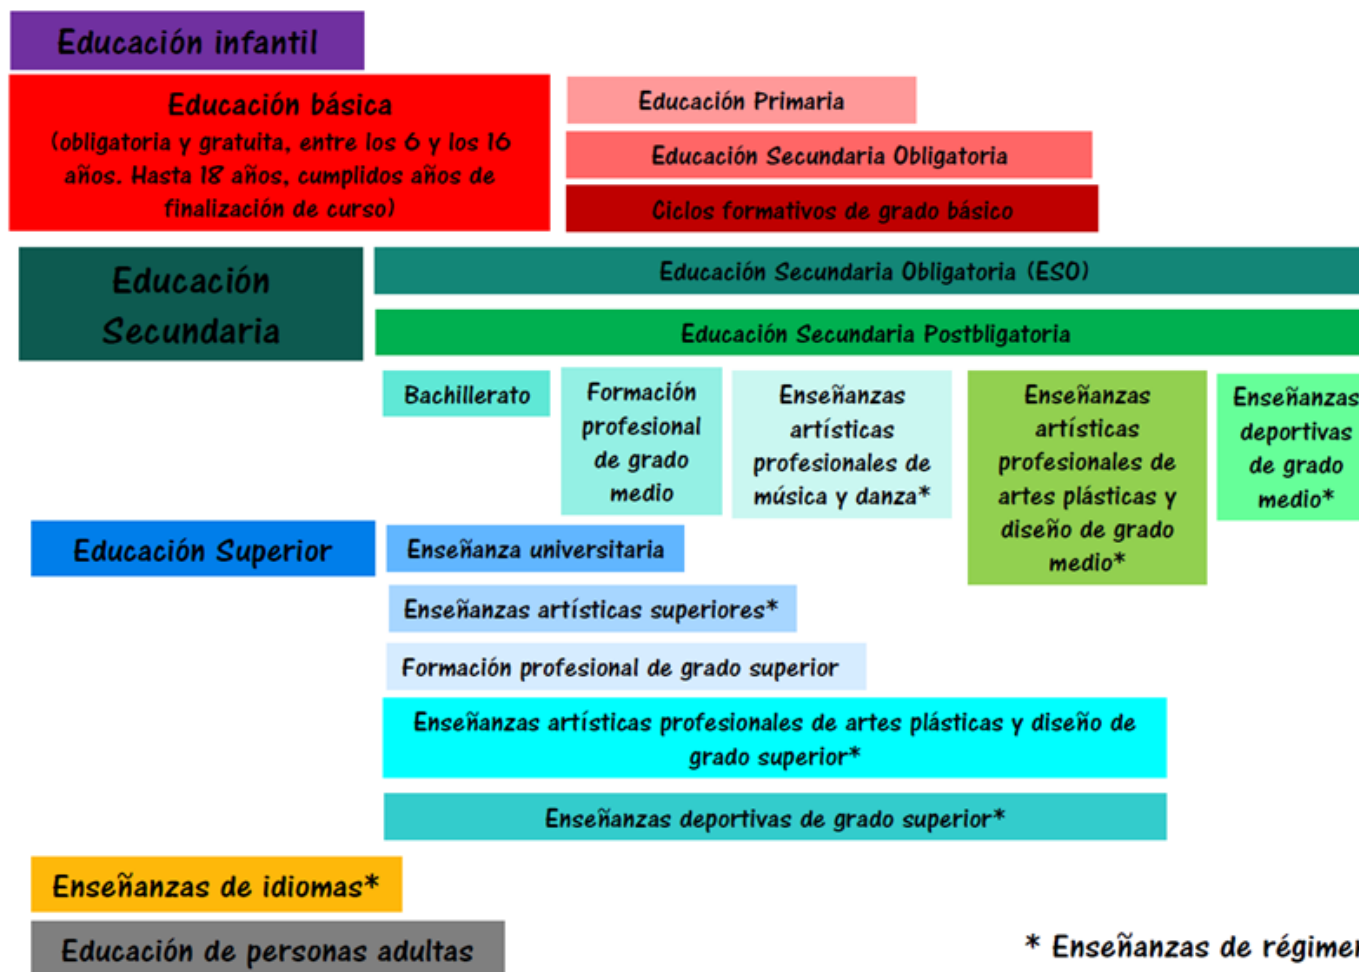 Educación infantil
Educación básica
(obligatoria y gratuita, entre los 6 y los 16
años. Hasta 18 años, cumplidos años de
finalización de curso)
Educación Primaria
Educación Secundaria Obligatoria
Ciclos formativos de grado básico
Educación
Secundaria
Educación Secundaria Obligatoria (ESO)
Educación Secundaria Postbligatoria
Bachillerato
Formación
profesional
de grado
medio
Enseñanzas
artísticas
profesionales de
música y danza*
Enseñanzas
artísticas
profesionales de
artes plásticas y
diseño de grado
medio*
Enseñanzas
deportivas
de grado
medio*
Educación Superior
Enseñanza universitaria
Enseñanzas artísticas superiores*
Formación profesional de grado superior
Enseñanzas artísticas profesionales de artes plásticas y diseño de
grado superior*
Enseñanzas deportivas de grado superior*
Enseñanzas de idiomas*
Educación de personas adultas
* Enseñanzas de régimen